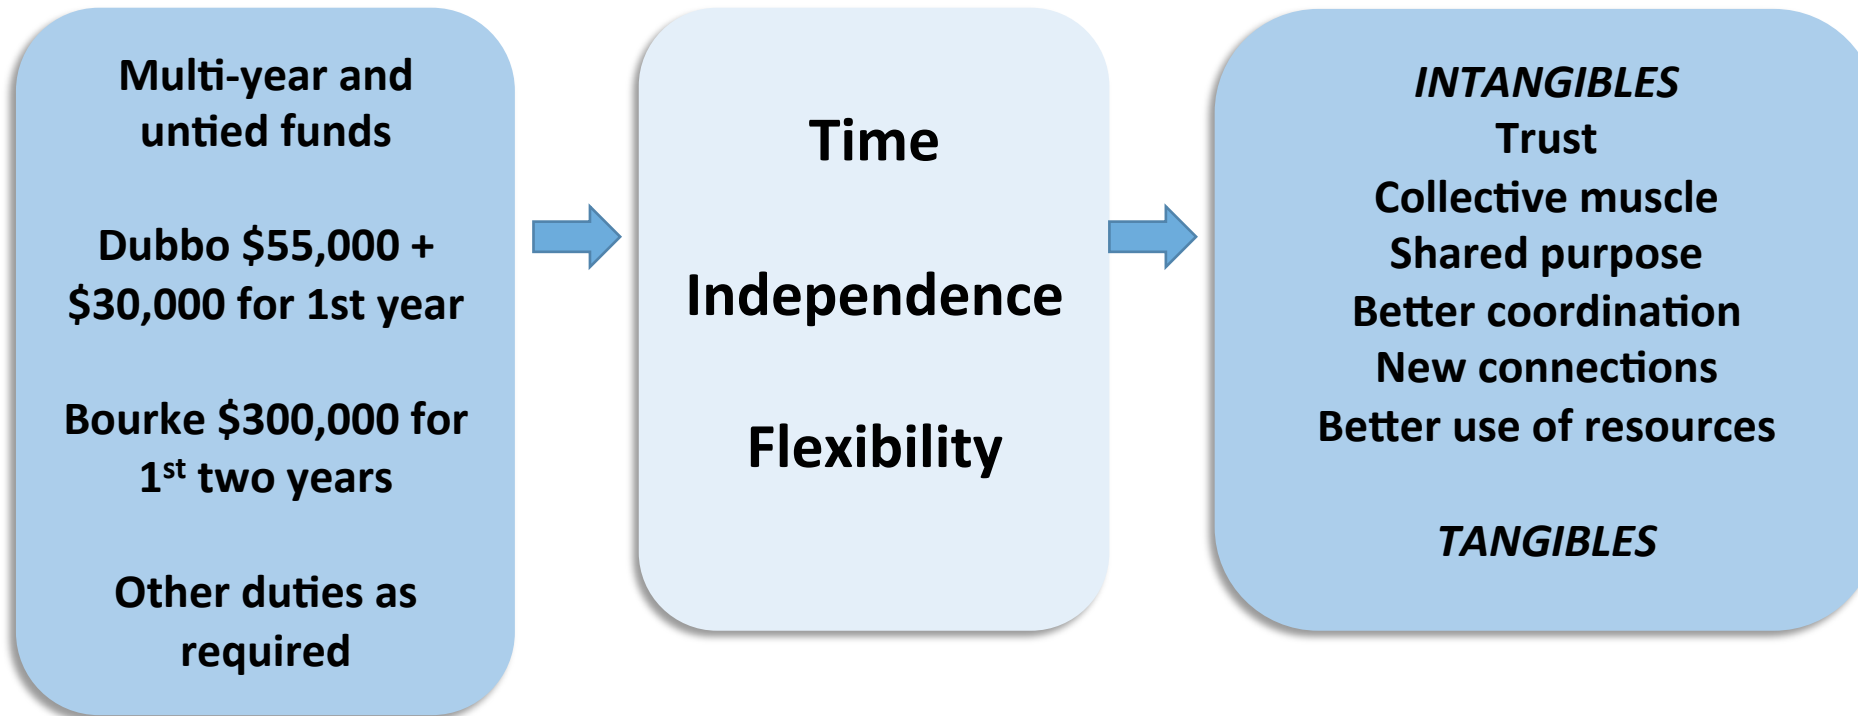 Multi-year and
untied funds
Dubbo $55,000 +
$30,000 for 1st year
Bourke $300,000 for
1st two years
Other duties as
required
Time
Independence
Flexibility
INTANGIBLES
Trust
Collective muscle
Shared purpose
Better coordination
New connections
Better use of resources
TANGIBLES